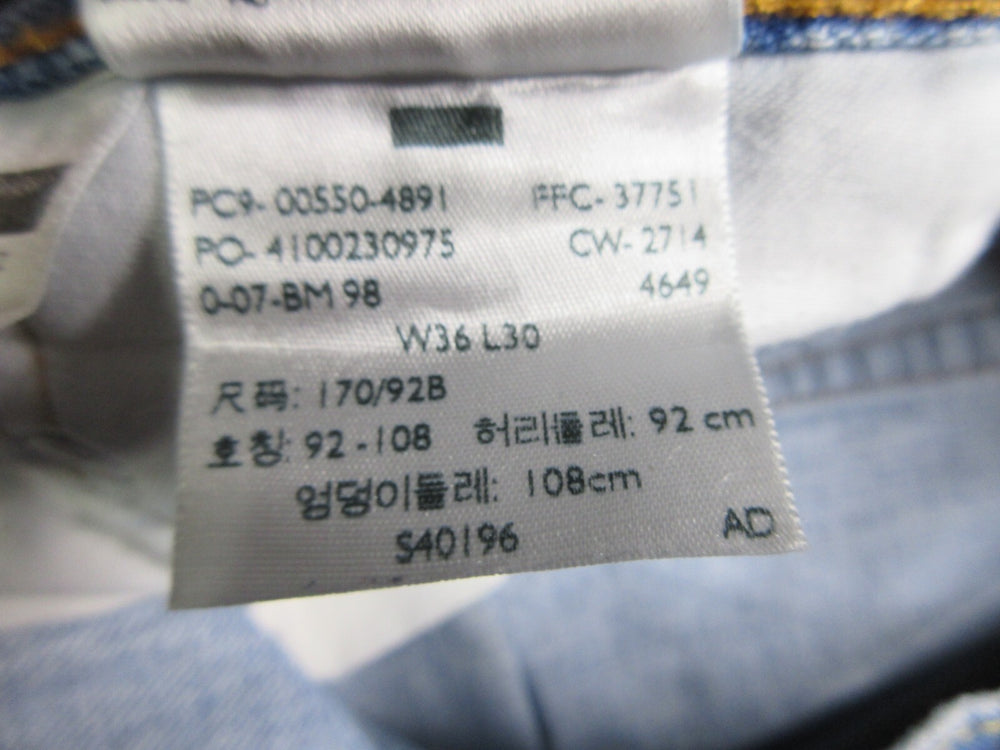 PC9- 00550-4891 FFC- 37751
PO- 4100230975 CW- 2714
0-07-BM 98 4649
W36 L30
尺码: 170/92B
호칭: 92 -108 허리둘레: 92 cm
엉덩이둘레: 108cm
S40196 AD